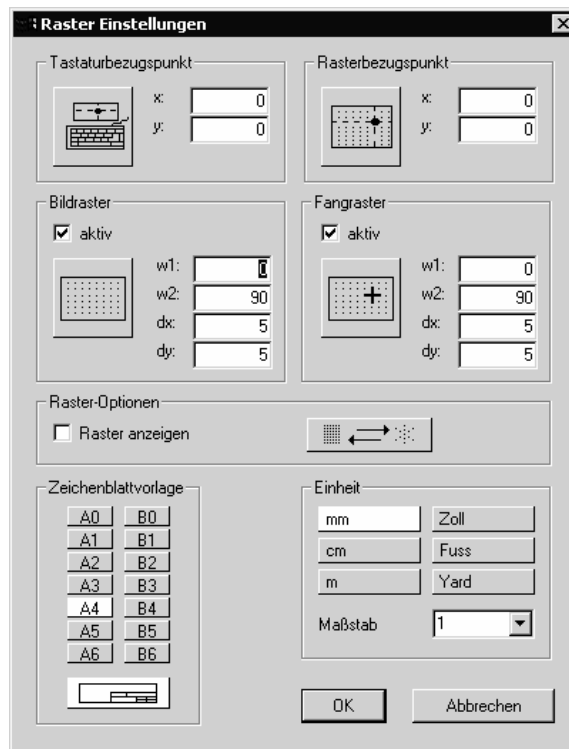 Raster Einstellungen
Tastaturbezugspunkt
x: 0
y: 0
Rasterbezugspunkt
x: 0
y: 0
Bildraster
aktiv
w1: 0
w2: 90
dx: 5
dy: 5
Fangraster
aktiv
w1: 0
w2: 90
dx: 5
dy: 5
Raster-Optionen
Raster anzeigen
Zeichenblattvorlage
A0 B0
A1 B1
A2 B2
A3 B3
A4 B4
A5 B5
A6 B6
Einheit
mm Zoll
cm Fuss
m Yard
Maßstab 1
OK Abbrechen